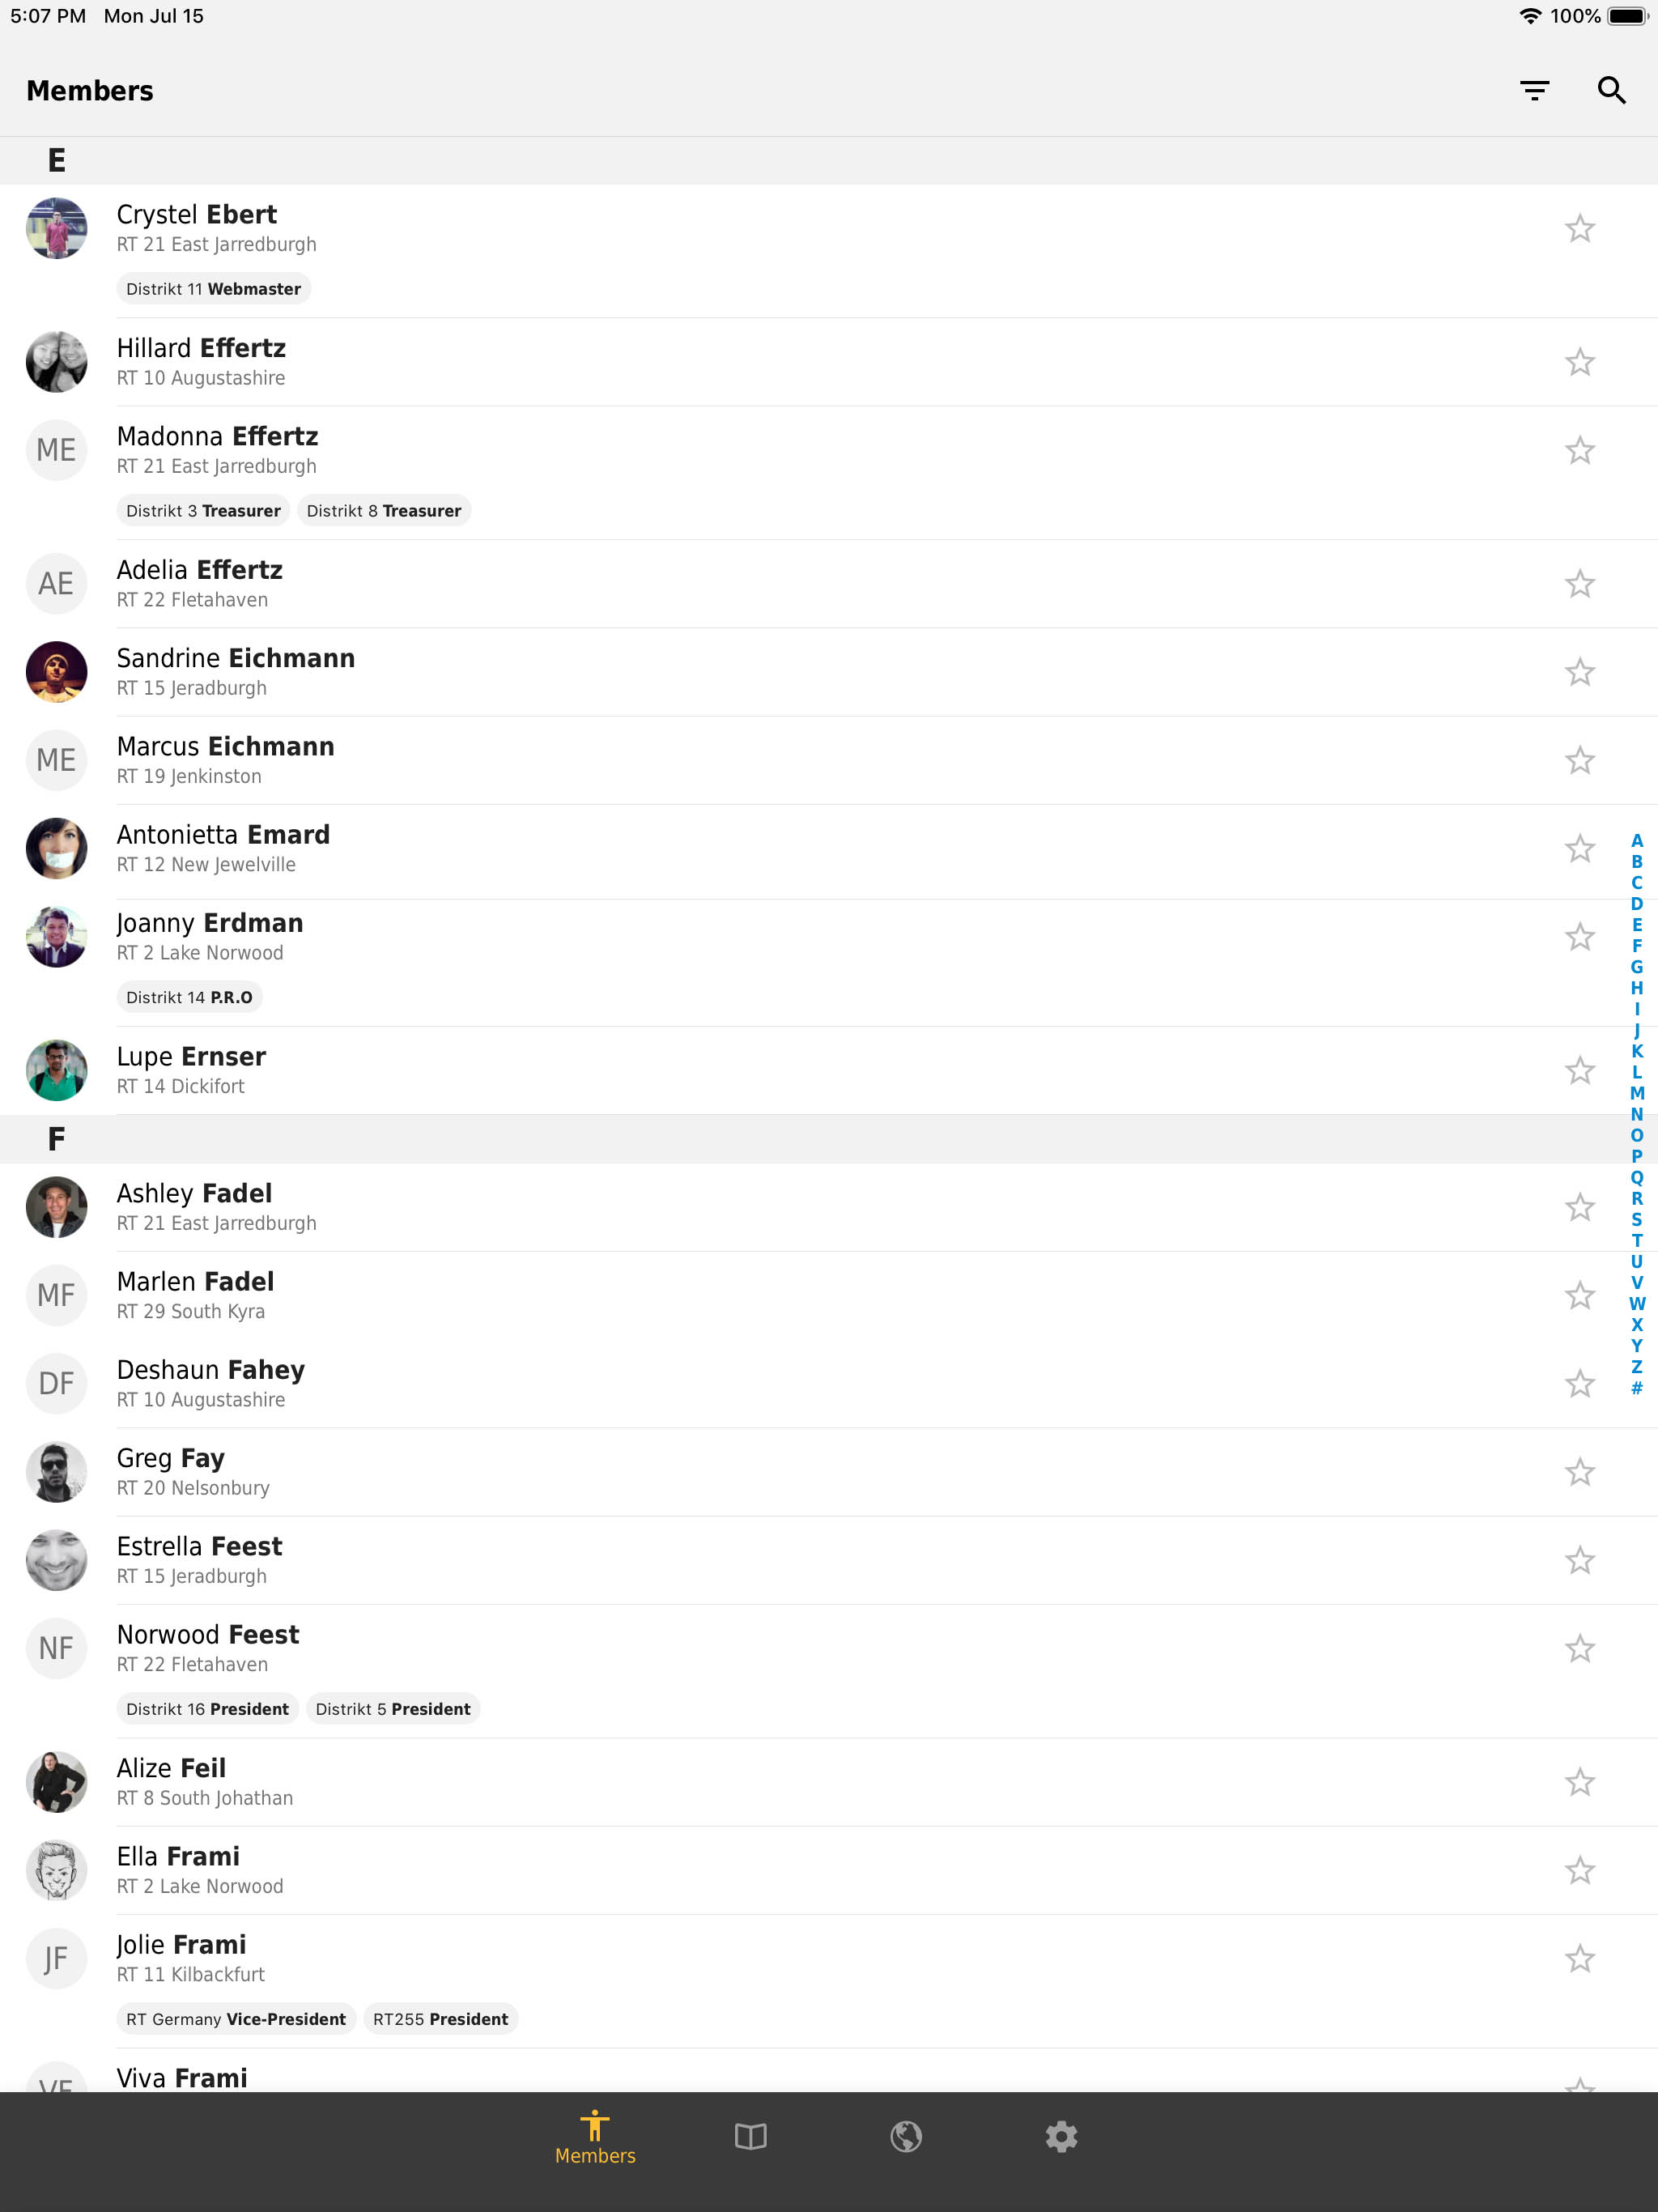 5:07 PM Mon Jul 15 100%
Members
E
Crystel Ebert
RT 21 East Jarredburgh
Distrikt 11 Webmaster
Hillard Effertz
RT 10 Augustashire
ME
Madonna Effertz
RT 21 East Jarredburgh
Distrikt 3 Treasurer Distrikt 8 Treasurer
AE
Adelia Effertz
RT 22 Fletahaven
Sandrine Eichmann
RT 15 Jeradburgh
ME
Marcus Eichmann
RT 19 Jenkinston
Antonietta Emard
RT 12 New Jewelville
Joanny Erdman
RT 2 Lake Norwood
Distrikt 14 P.R.O
Lupe Ernser
RT 14 Dickifort
F
Ashley Fadel
RT 21 East Jarredburgh
MF
Marlen Fadel
RT 29 South Kyra
DF
Deshaun Fahey
RT 10 Augustashire
Greg Fay
RT 20 Nelsonbury
Estrella Feest
RT 15 Jeradburgh
NF
Norwood Feest
RT 22 Fletahaven
Distrikt 16 President Distrikt 5 President
Alize Feil
RT 8 South Johathan
Ella Frami
RT 2 Lake Norwood
JF
Jolie Frami
RT 11 Kilbackfurt
RT Germany Vice-President RT255 President
VF
Viva Frami
A
B
C
D
E
F
G
H
I
J
K
L
M
N
O
P
Q
R
S
T
U
V
W
X
Y
Z
#
Members